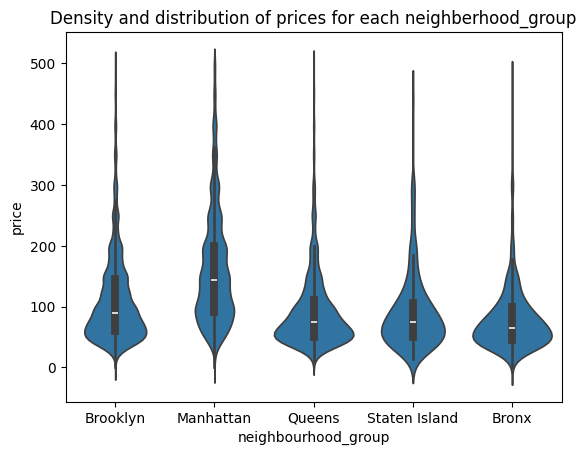 Density and distribution of prices for each neighberhood_group
500
400
300
200
100
0
price
Brooklyn Manhattan Queens Staten Island Bronx
neighbourhood_group